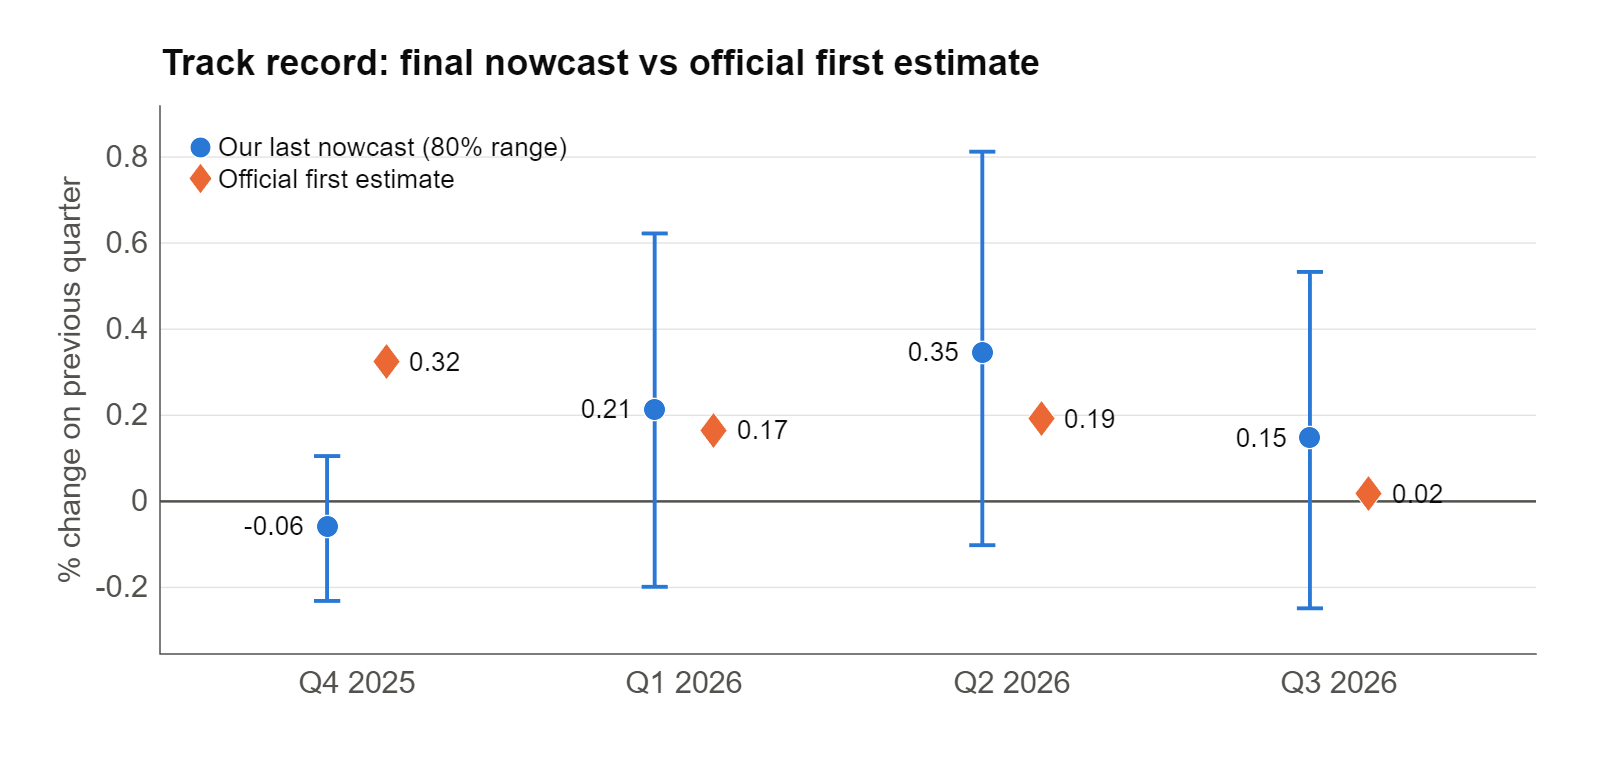 Track record: final nowcast vs official first estimate
Our last nowcast (80% range)
Official first estimate
% change on previous quarter
0.8
0.6
0.4
0.2
0
-0.2
-0.06
0.32
0.21
0.17
0.35
0.19
0.15
0.02
Q4 2025
Q1 2026
Q2 2026
Q3 2026